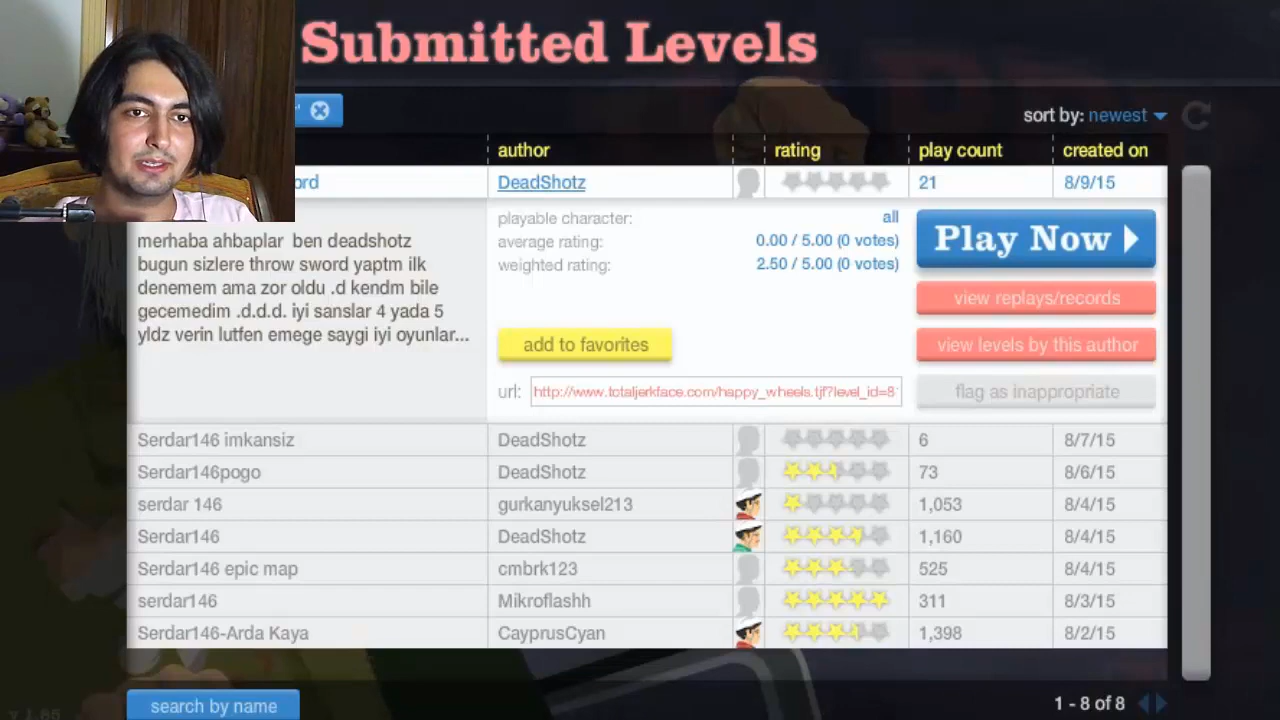 Submitted Levels
sort by: newest
author rating play count created on
ord DeadShotz 21 8/9/15
merhaba ahbaplar ben deadshotz
bugun sizlere throw sword yaptm ilk
denemem ama zor oldu .d kendm bile
gecemedim .d.d.d. iyi sanslar 4 yada 5
yldz verin lutfen emege saygi iyi oyunlar...
playable character: all
average rating: 0.00 / 5.00 (0 votes)
weighted rating: 2.50 / 5.00 (0 votes)
add to favorites
url: http://www.totaljerkface.com/happy_wheels.tjf?level_id=8
Play Now
view replays/records
view levels by this author
flag as inappropriate
Serdar146 imkansiz DeadShotz 6 8/7/15
Serdar146pogo DeadShotz 73 8/6/15
serdar 146 gurkanyuksel213 1,053 8/4/15
Serdar146 DeadShotz 1,160 8/4/15
Serdar146 epic map cmbrk123 525 8/4/15
serdar146 Mikroflashh 311 8/3/15
Serdar146-Arda Kaya CayprusCyan 1,398 8/2/15
search by name
1 - 8 of 8